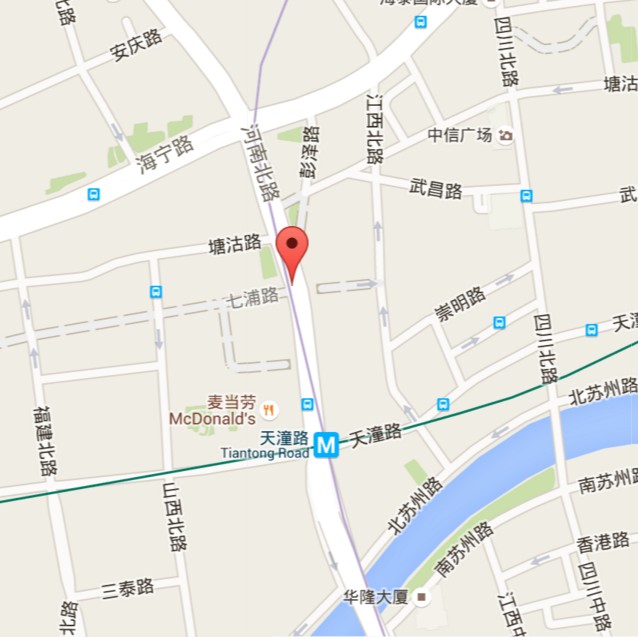 北路
海泰国际大厦
安庆路
四川北路
塘沽
江西北路
中信广场
河南北路
彭泽路
海宁路
武昌路
武
塘沽路
七浦路
崇明路
四川北路
天潼
北苏州路
麦当劳
McDonald's
福建北路
天潼路
Tiantong Road
M
天潼路
山西北路
北苏州路
南苏州路
南苏州路
香港路
三泰路
华隆大厦
四川中路
江西中
北路